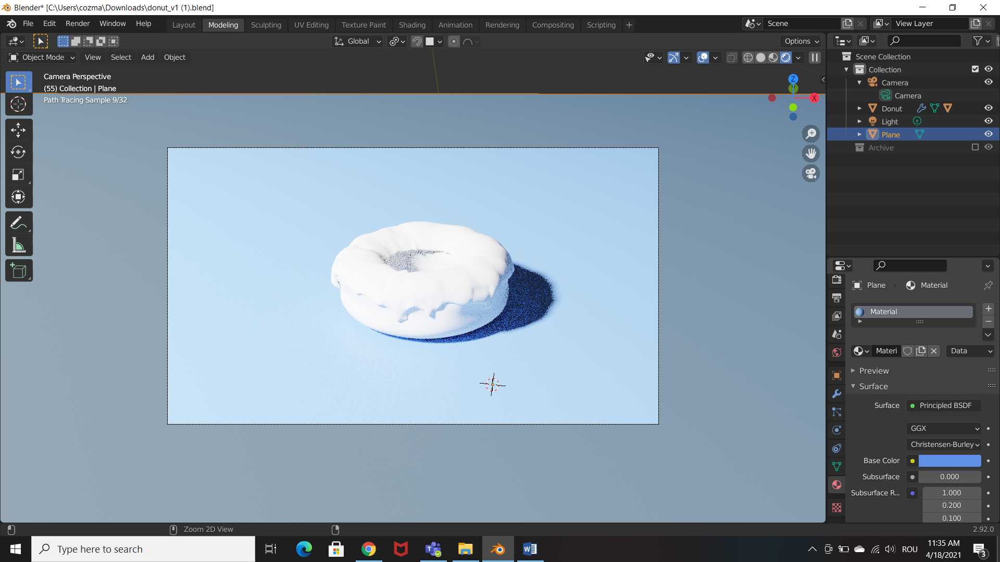 Blender* [C:\Users\cozma\Downloads\donut_v1 (1).blend]
File Edit Render Window Help
Layout Modeling Sculpting UV Editing Texture Paint Shading Animation Rendering Compositing Scripting +
Scene
View Layer
Global
Options
Object Mode View Select Add Object
Camera Perspective
(55) Collection | Plane
Path Tracing Sample 9/32
Z
Y
X
Scene Collection
Collection
Camera
Camera
Donut
Light
Plane
Archive
Plane Material
Material
Materi
Data
Preview
Surface
Surface Principled BSDF
GGX
Christensen-Burley
Base Color
Subsurface 0.000
Subsurface R... 1.000
0.200
0.100
Zoom 2D View
2.92.0
Type here to search
ROU
11:35 AM
4/18/2021
3